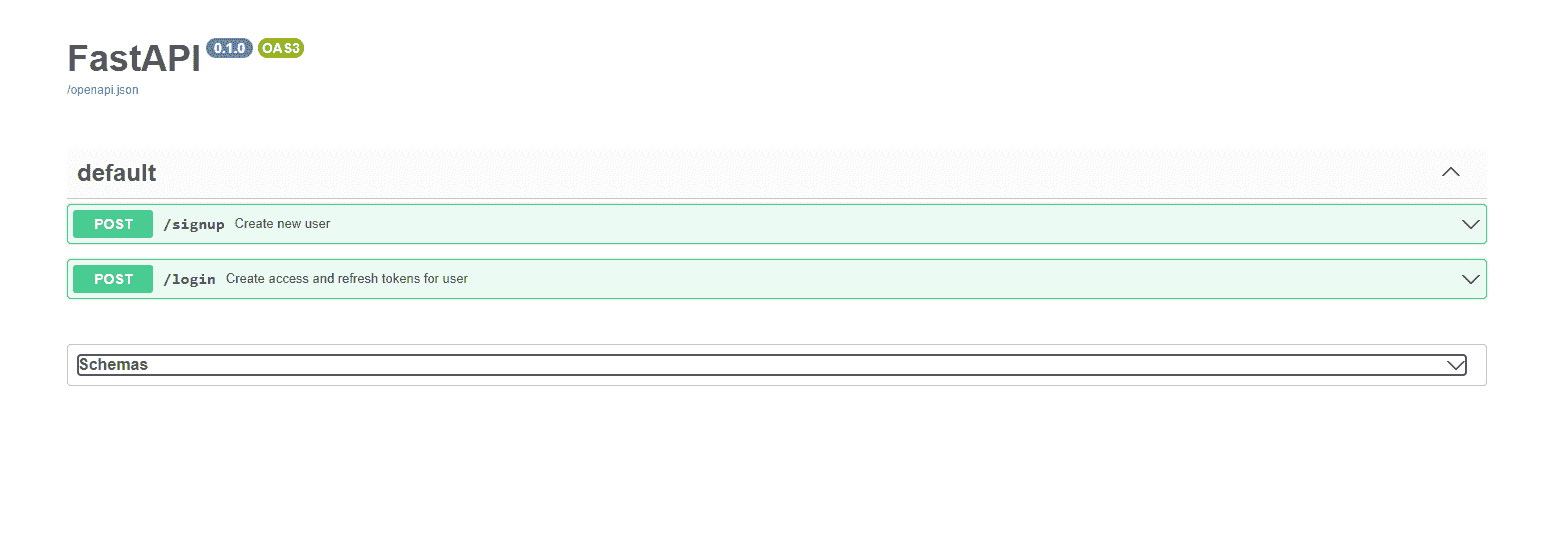 FastAPI 0.1.0 OAS3
/openapi.json
default
POST /signup Create new user
POST /login Create access and refresh tokens for user
Schemas